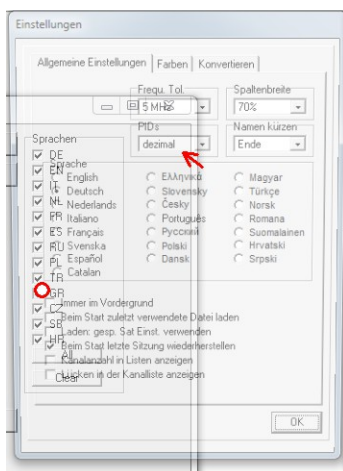 Einstellungen
Allgemeine Einstellungen
Farben
Konvertieren
Frequ. Tol.
5 MHz
Spaltenbreite
70%
PIDs
dezimal
Namen kürzen
Ende
Sprachen
DE
EN
IT
NL
FR
ES
RU
PL
TR
GR
CZ
SB
HR
All
Clear
Sprache
English
Deutsch
Nederlands
Italiano
Français
Svenska
Español
Catalan
Ελληνικά
Slovensky
Česky
Português
Русский
Polski
Dansk
Magyar
Türkçe
Norsk
Romana
Suomalainen
Hrvatski
Srpski
Immer im Vordergrund
Beim Start zuletzt verwendete Datei laden
Laden: gesp. Sat Einst. verwenden
Beim Start letzte Sitzung wiederherstellen
Kanalanzahl in Listen anzeigen
Lücken in der Kanalliste anzeigen
OK